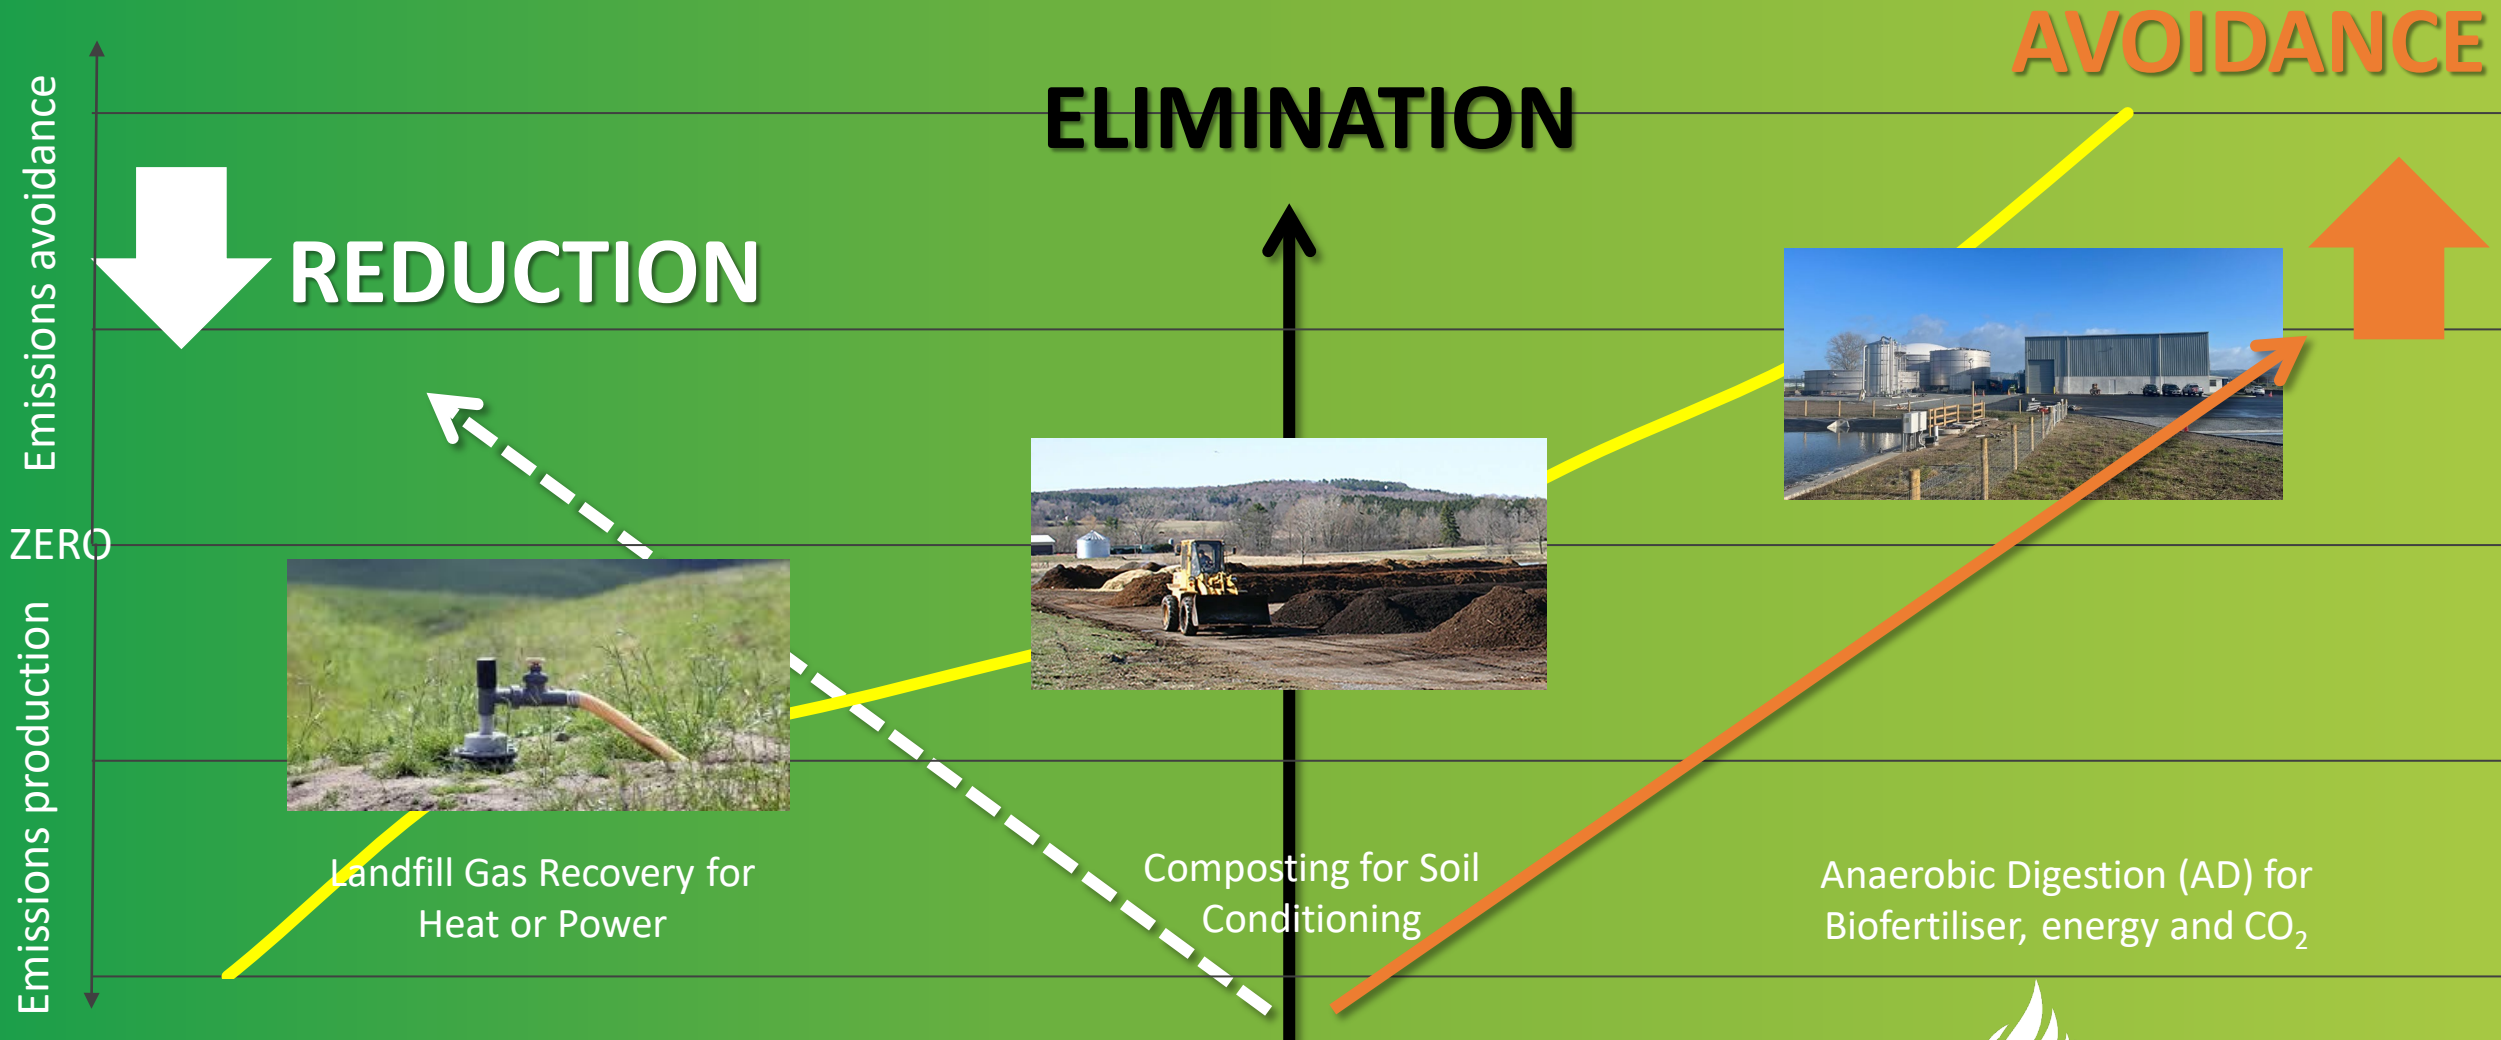 AVOIDANCE
ELIMINATION
REDUCTION
Emissions avoidance
ZERO
Emissions production
Landfill Gas Recovery for
Heat or Power
Composting for Soil
Conditioning
Anaerobic Digestion (AD) for
Biofertiliser, energy and CO₂